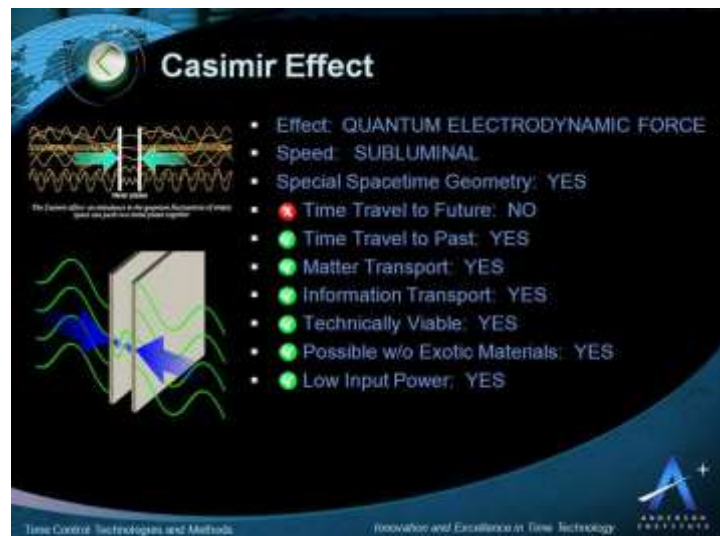 Casimir Effect
Effect: QUANTUM ELECTRODYNAMIC FORCE
Speed: SUBLUMINAL
Special Spacetime Geometry: YES
Time Travel to Future: NO
Time Travel to Past: YES
Matter Transport: YES
Information Transport: YES
Technically Viable: YES
Possible w/o Exotic Materials: YES
Low Input Power: YES
Time Control Technologies and Methods
Innovation and Excellence in Time Technology
ANDERSON
INSTITUTE